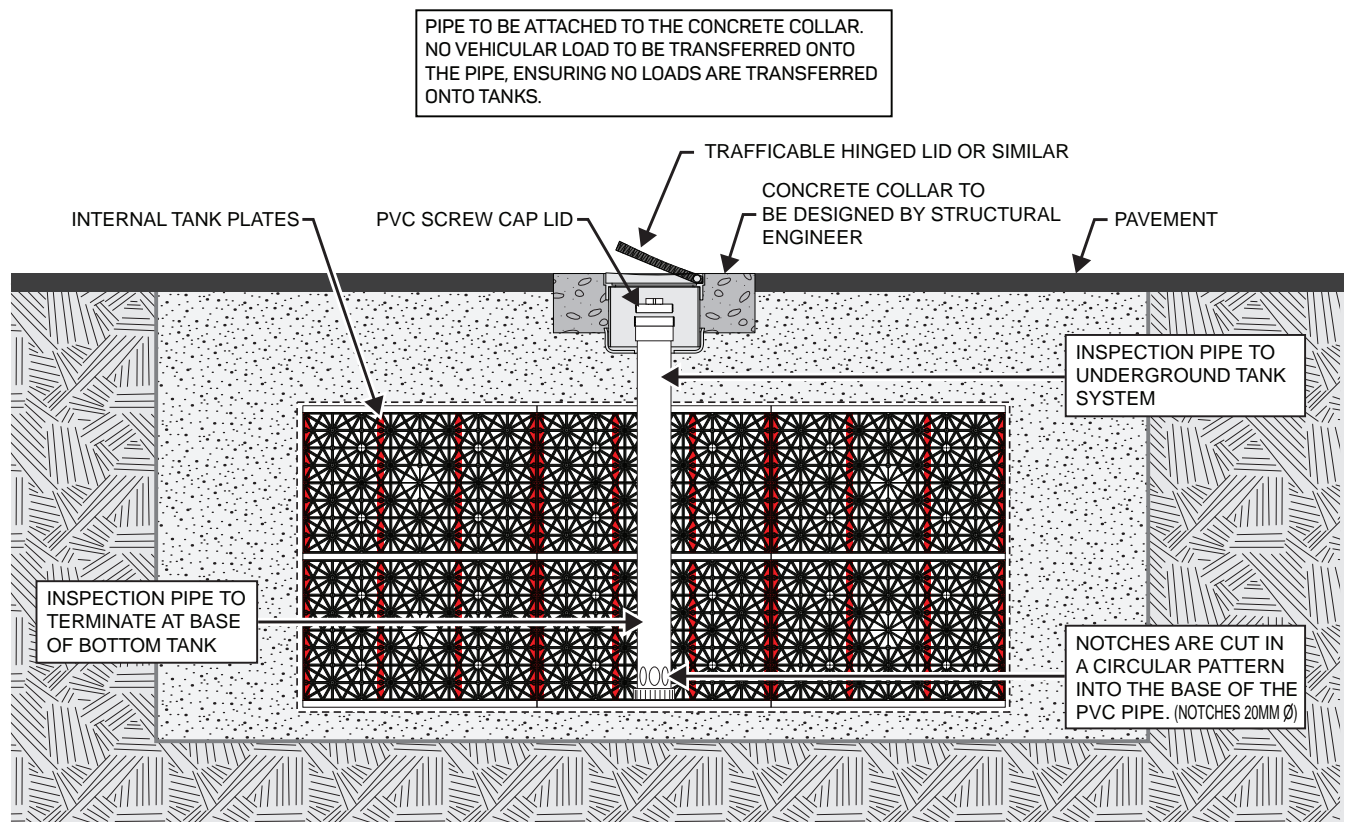 PIPE TO BE ATTACHED TO THE CONCRETE COLLAR.
NO VEHICULAR LOAD TO BE TRANSFERRED ONTO
THE PIPE, ENSURING NO LOADS ARE TRANSFERRED
ONTO TANKS.
TRAFFICABLE HINGED LID OR SIMILAR
INTERNAL TANK PLATES
PVC SCREW CAP LID
CONCRETE COLLAR TO
BE DESIGNED BY STRUCTURAL
ENGINEER
PAVEMENT
INSPECTION PIPE TO
UNDERGROUND TANK
SYSTEM
INSPECTION PIPE TO
TERMINATE AT BASE
OF BOTTOM TANK
NOTCHES ARE CUT IN
A CIRCULAR PATTERN
INTO THE BASE OF THE
PVC PIPE. (NOTCHES 20MM Ø)